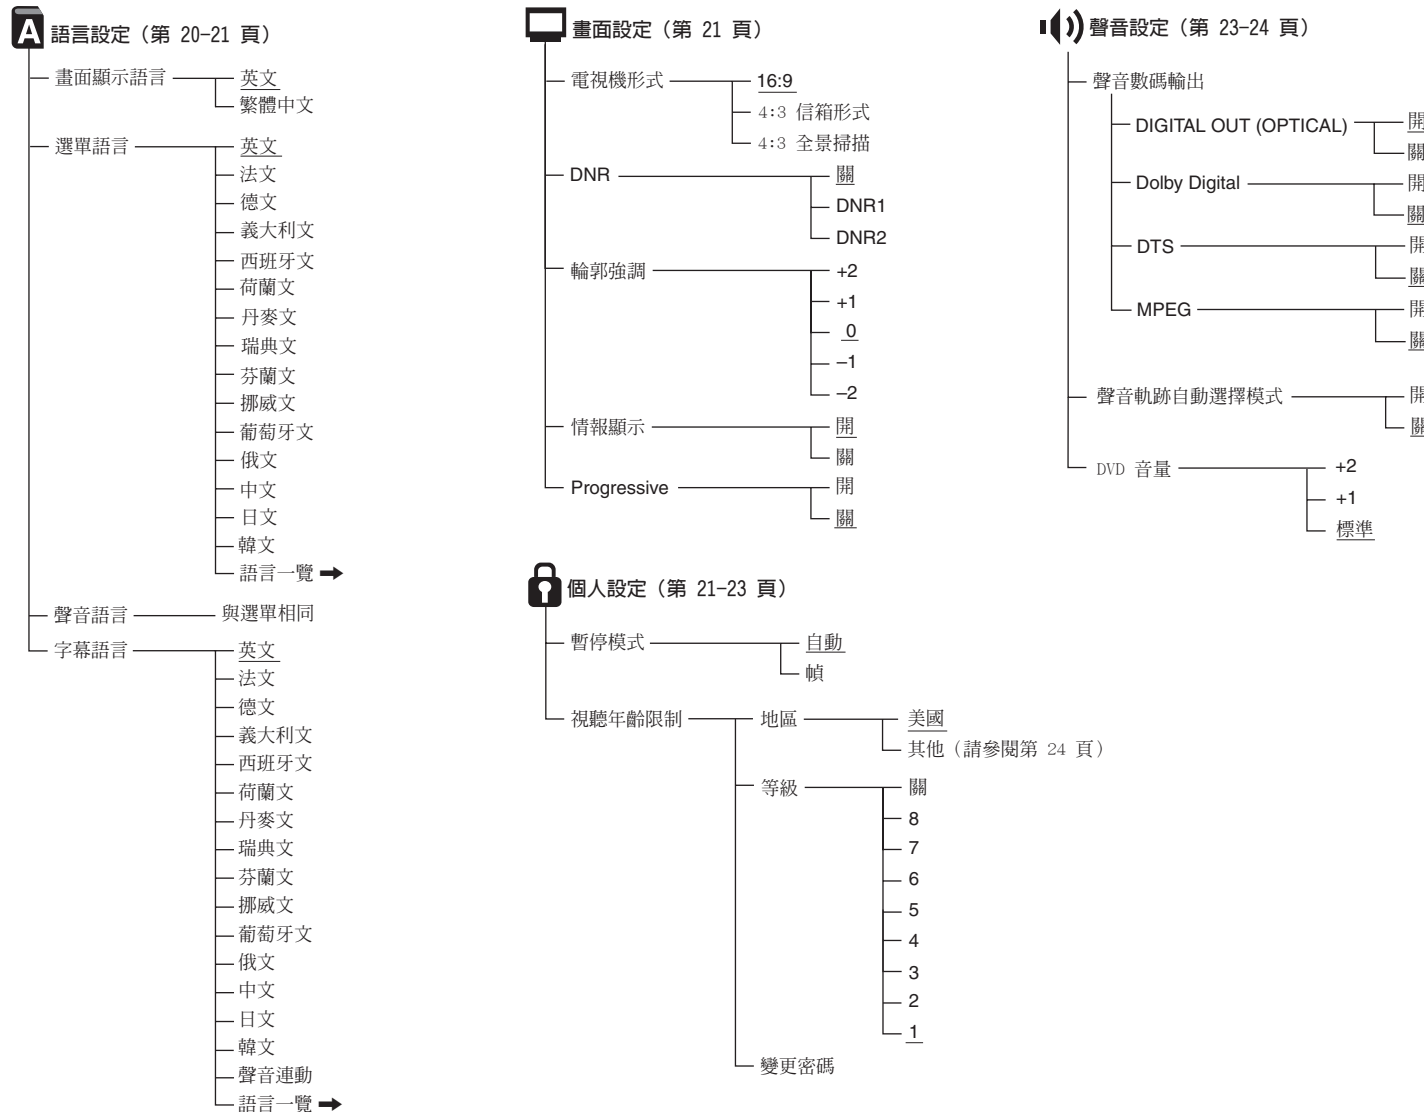 A 語言設定（第 20–21 頁）
畫面顯示語言
英文
繁體中文
選單語言
英文
法文
德文
義大利文
西班牙文
荷蘭文
丹麥文
瑞典文
芬蘭文
挪威文
葡萄牙文
俄文
中文
日文
韓文
語言一覽
聲音語言
與選單相同
字幕語言
英文
法文
德文
義大利文
西班牙文
荷蘭文
丹麥文
瑞典文
芬蘭文
挪威文
葡萄牙文
俄文
中文
日文
韓文
聲音連動
語言一覽
畫面設定（第 21 頁）
電視機形式
16:9
4:3 信箱形式
4:3 全景掃描
DNR
關
DNR1
DNR2
輪郭強調
+2
+1
0
–1
–2
情報顯示
開
關
Progressive
開
關
個人設定（第 21–23 頁）
暫停模式
自動
幀
視聽年齡限制
地區
美國
其他（請參閱第 24 頁）
等級
關
8
7
6
5
4
3
2
1
變更密碼
聲音設定（第 23–24 頁）
聲音數碼輸出
DIGITAL OUT (OPTICAL)
開
關
Dolby Digital
開
關
DTS
開
關
MPEG
開
關
聲音軌跡自動選擇模式
開
關
DVD 音量
+2
+1
標準